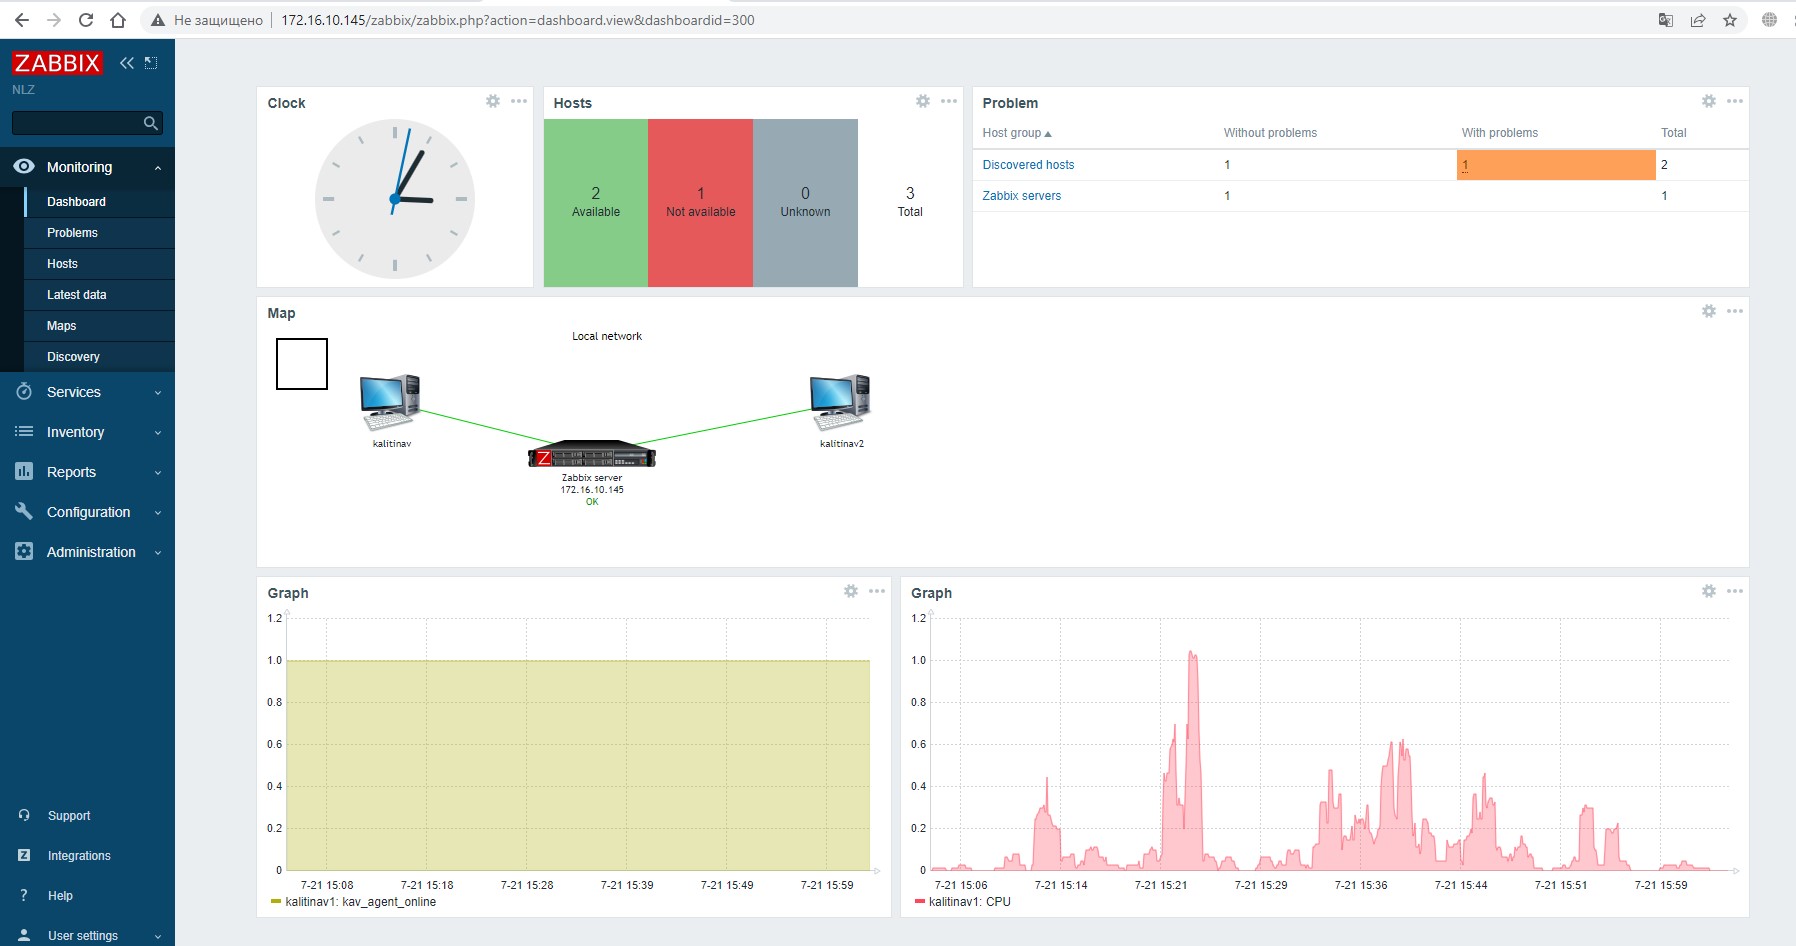 Не защищено 172.16.10.145/zabbix/zabbix.php?action=dashboard.view&dashboardid=300
ZABBIX
NLZ
Monitoring
Dashboard
Problems
Hosts
Latest data
Maps
Discovery
Services
Inventory
Reports
Configuration
Administration
Support
Z Integrations
? Help
User settings
Clock
Hosts
2
Available
1
Not available
0
Unknown
3
Total
Problem
Host group Without problems With problems Total
Discovered hosts 1 1 2
Zabbix servers 1 1
Map
Local network
kalitinav
kalitinav2
Z
Zabbix server
172.16.10.145
OK
Graph
1.2
1.0
0.8
0.6
0.4
0.2
0
7-21 15:08 7-21 15:18 7-21 15:28 7-21 15:39 7-21 15:49 7-21 15:59
kalitinav1: kav_agent_online
Graph
1.2
1.0
0.8
0.6
0.4
0.2
0
7-21 15:06 7-21 15:14 7-21 15:21 7-21 15:29 7-21 15:36 7-21 15:44 7-21 15:51 7-21 15:59
kalitinav1: CPU